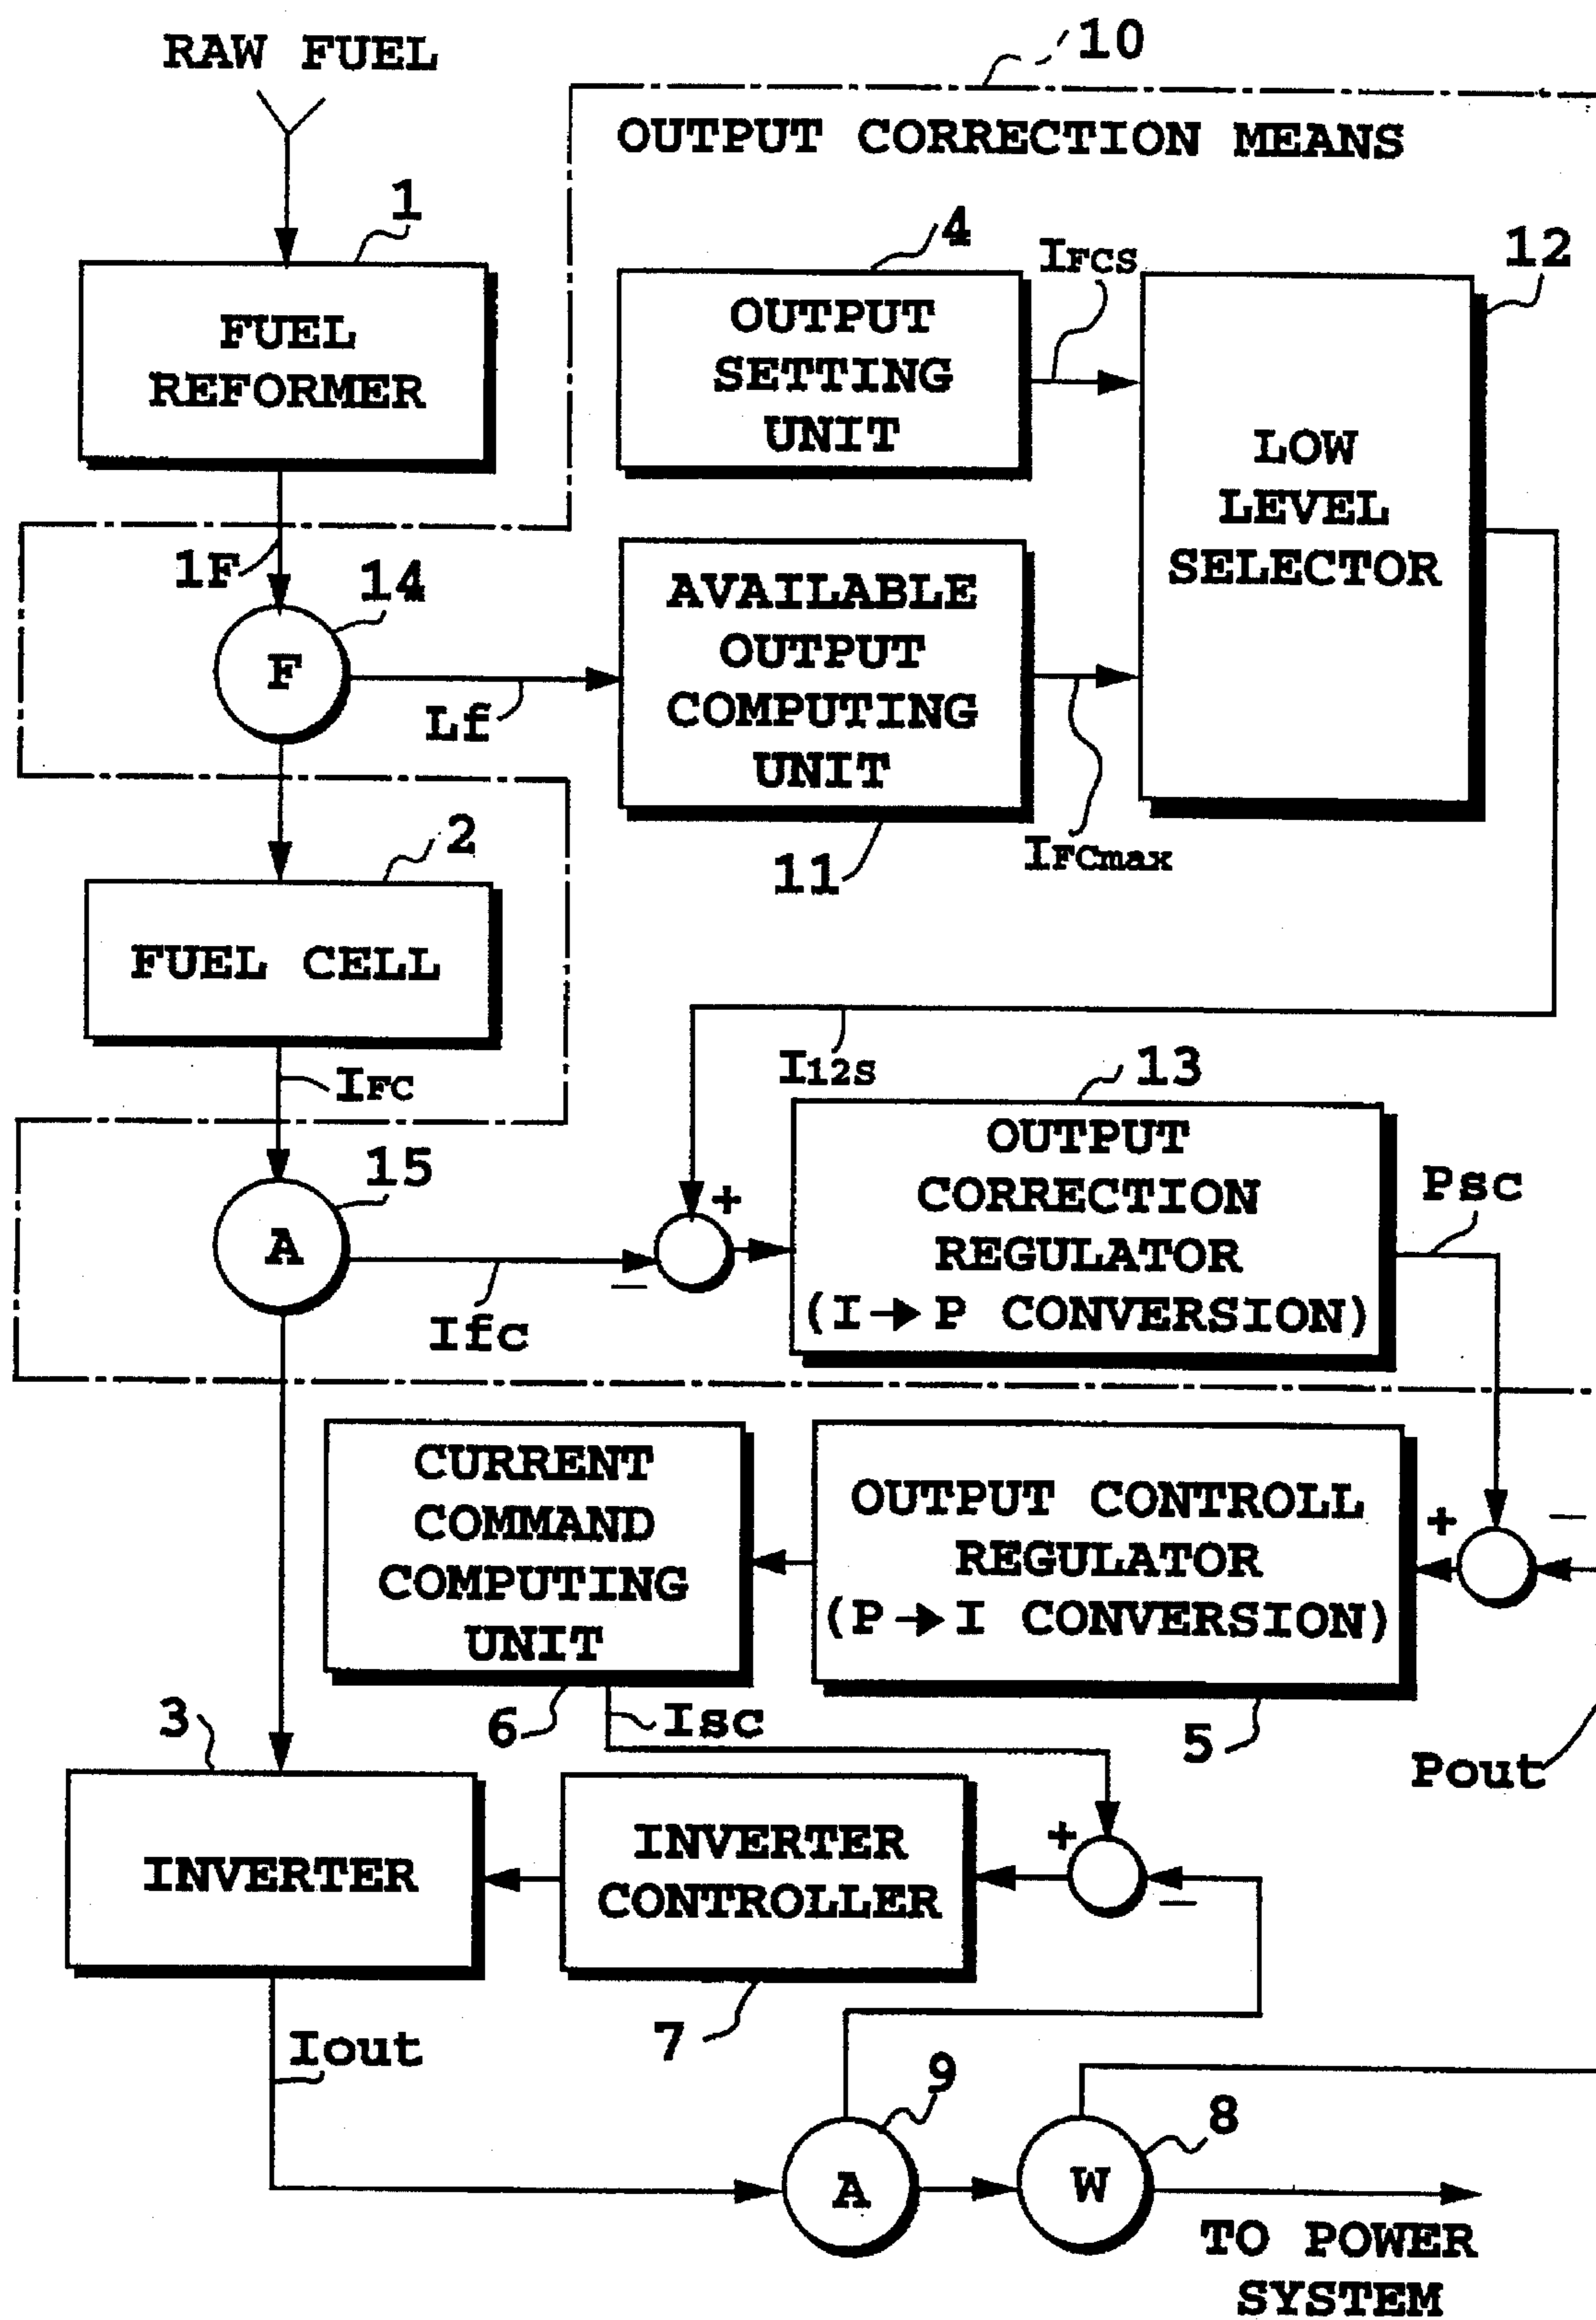 RAW FUEL
10
OUTPUT CORRECTION MEANS
1
FUEL
REFORMER
4
OUTPUT
SETTING
UNIT
IFCS
12
LOW
LEVEL
SELECTOR
1F
14
F
Lf
AVAILABLE
OUTPUT
COMPUTING
UNIT
11
IFCmax
2
FUEL CELL
IFC
I12S
13
OUTPUT
CORRECTION
REGULATOR
(I→P CONVERSION)
Psc
15
A
Ifc
+
−
CURRENT
COMMAND
COMPUTING
UNIT
6
Isc
OUTPUT CONTROLL
REGULATOR
(P→I CONVERSION)
5
+
−
Pout
3
INVERTER
INVERTER
CONTROLLER
7
+
−
Iout
9
A
8
W
TO POWER
SYSTEM